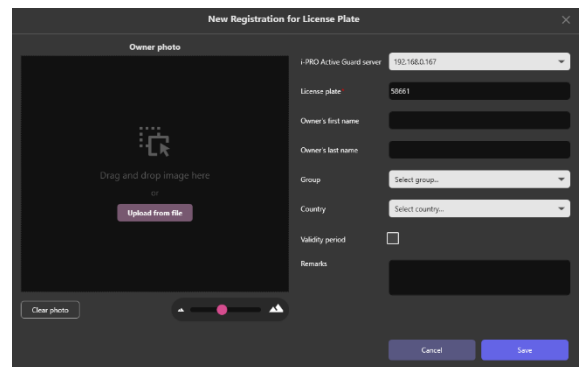 New Registration for License Plate
Owner photo
Drag and drop image here
or
Upload from file
Clear photo
i-PRO Active Guard server
192.168.0.167
License plate
58661
Owner's first name
Owner's last name
Group
Select group...
Country
Select country...
Validity period
Remarks
Cancel
Save